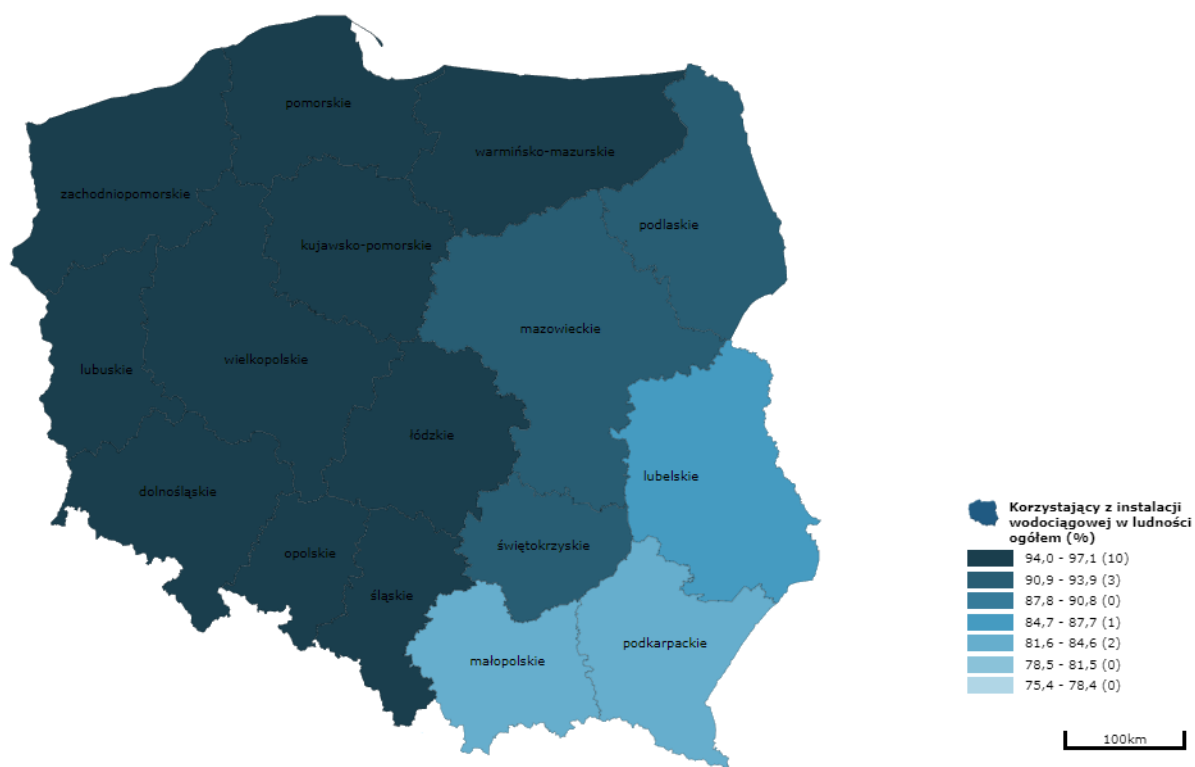 pomorskie
warmińsko-mazurskie
zachodniopomorskie
podlaskie
kujawsko-pomorskie
mazowieckie
wielkopolskie
lubuskie
łódzkie
lubelskie
dolnośląskie
świętokrzyskie
opolskie
śląskie
podkarpackie
małopolskie
Korzystający z instalacji
wodociągowej w ludności
ogółem (%)
94,0 - 97,1 (10)
90,9 - 93,9 (3)
87,8 - 90,8 (0)
84,7 - 87,7 (1)
81,6 - 84,6 (2)
78,5 - 81,5 (0)
75,4 - 78,4 (0)
100km